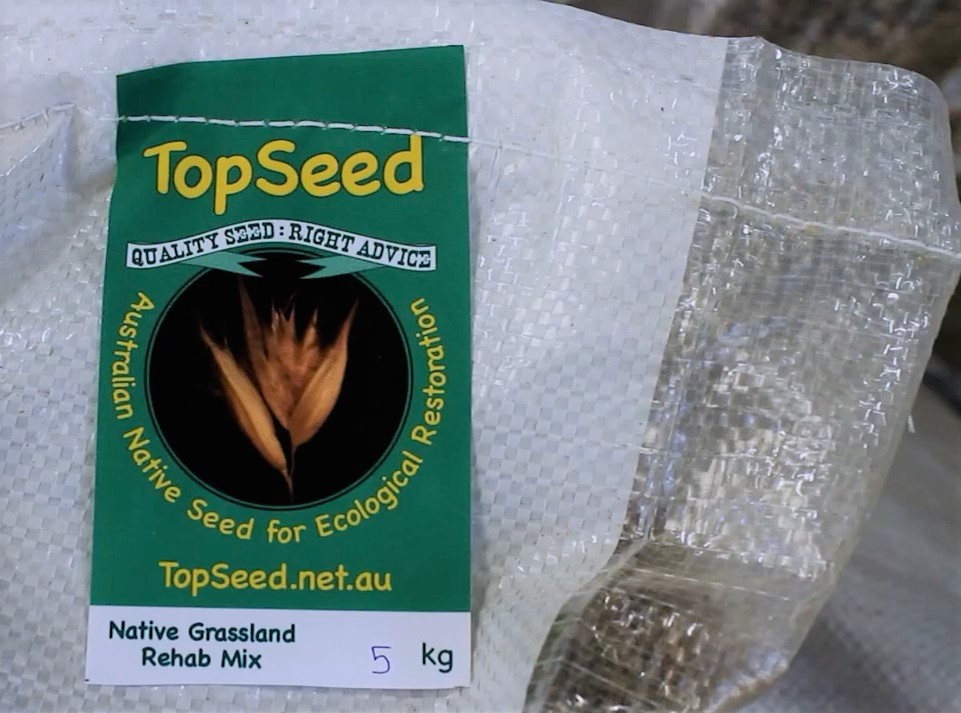 TopSeed
QUALITY SEED : RIGHT ADVICE
Australian Native Seed for Ecological Restoration
TopSeed.net.au
Native Grassland
Rehab Mix
5 kg